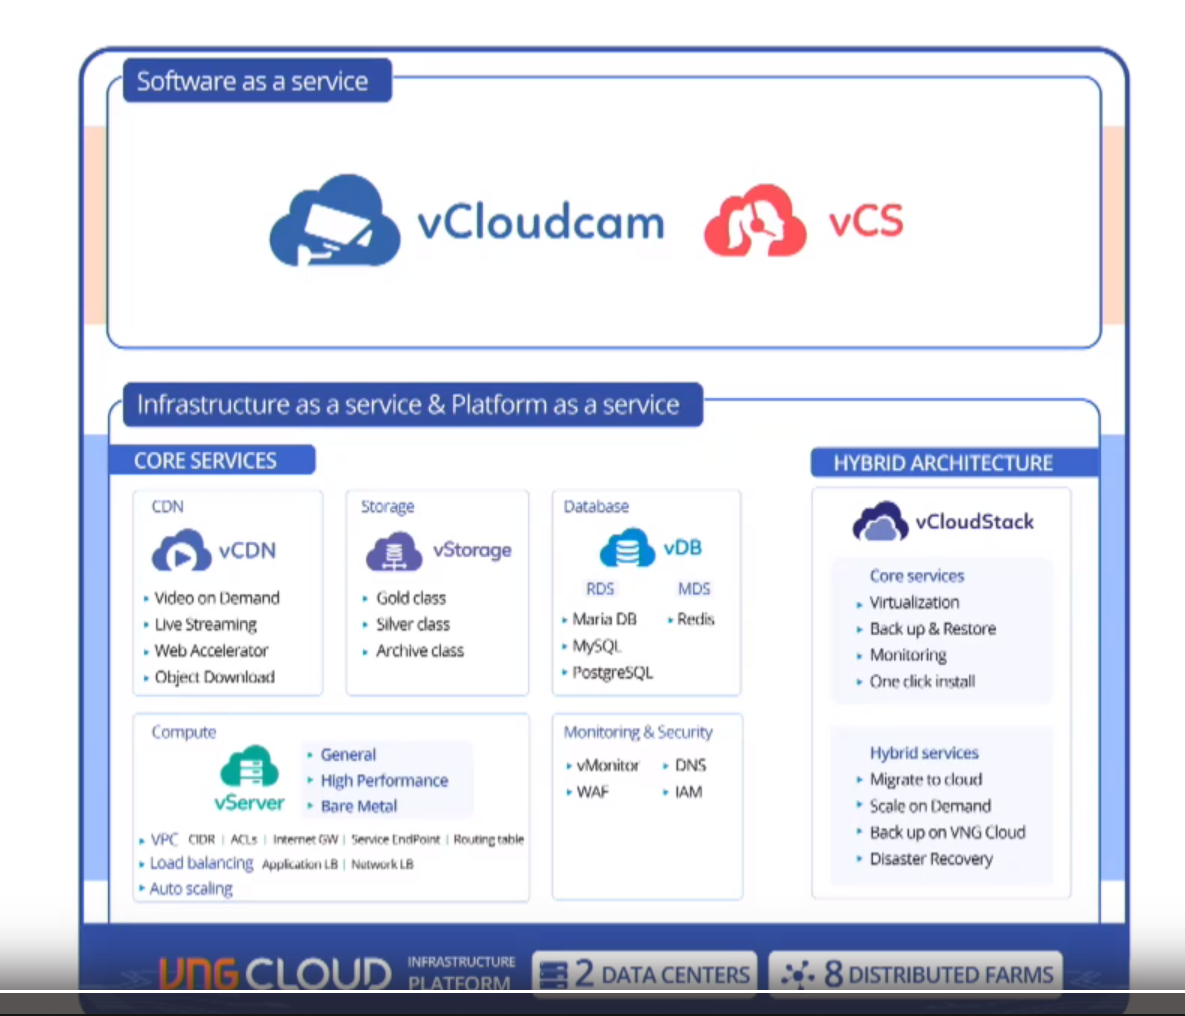 Software as a service
vCloudcam
vCS
Infrastructure as a service & Platform as a service
CORE SERVICES
CDN
vCDN
Video on Demand
Live Streaming
Web Accelerator
Object Download
Storage
vStorage
Gold class
Silver class
Archive class
Database
vDB
RDS
MDS
Maria DB
Redis
MySQL
PostgreSQL
Compute
vServer
General
High Performance
Bare Metal
VPC CIDR | ACLs | Internet GW | Service EndPoint | Routing table
Load balancing Application LB | Network LB
Auto scaling
Monitoring & Security
vMonitor
DNS
WAF
IAM
HYBRID ARCHITECTURE
vCloudStack
Core services
Virtualization
Back up & Restore
Monitoring
One click install
Hybrid services
Migrate to cloud
Scale on Demand
Back up on VNG Cloud
Disaster Recovery
VNG CLOUD
INFRASTRUCTURE
PLATFORM
2 DATA CENTERS
8 DISTRIBUTED FARMS